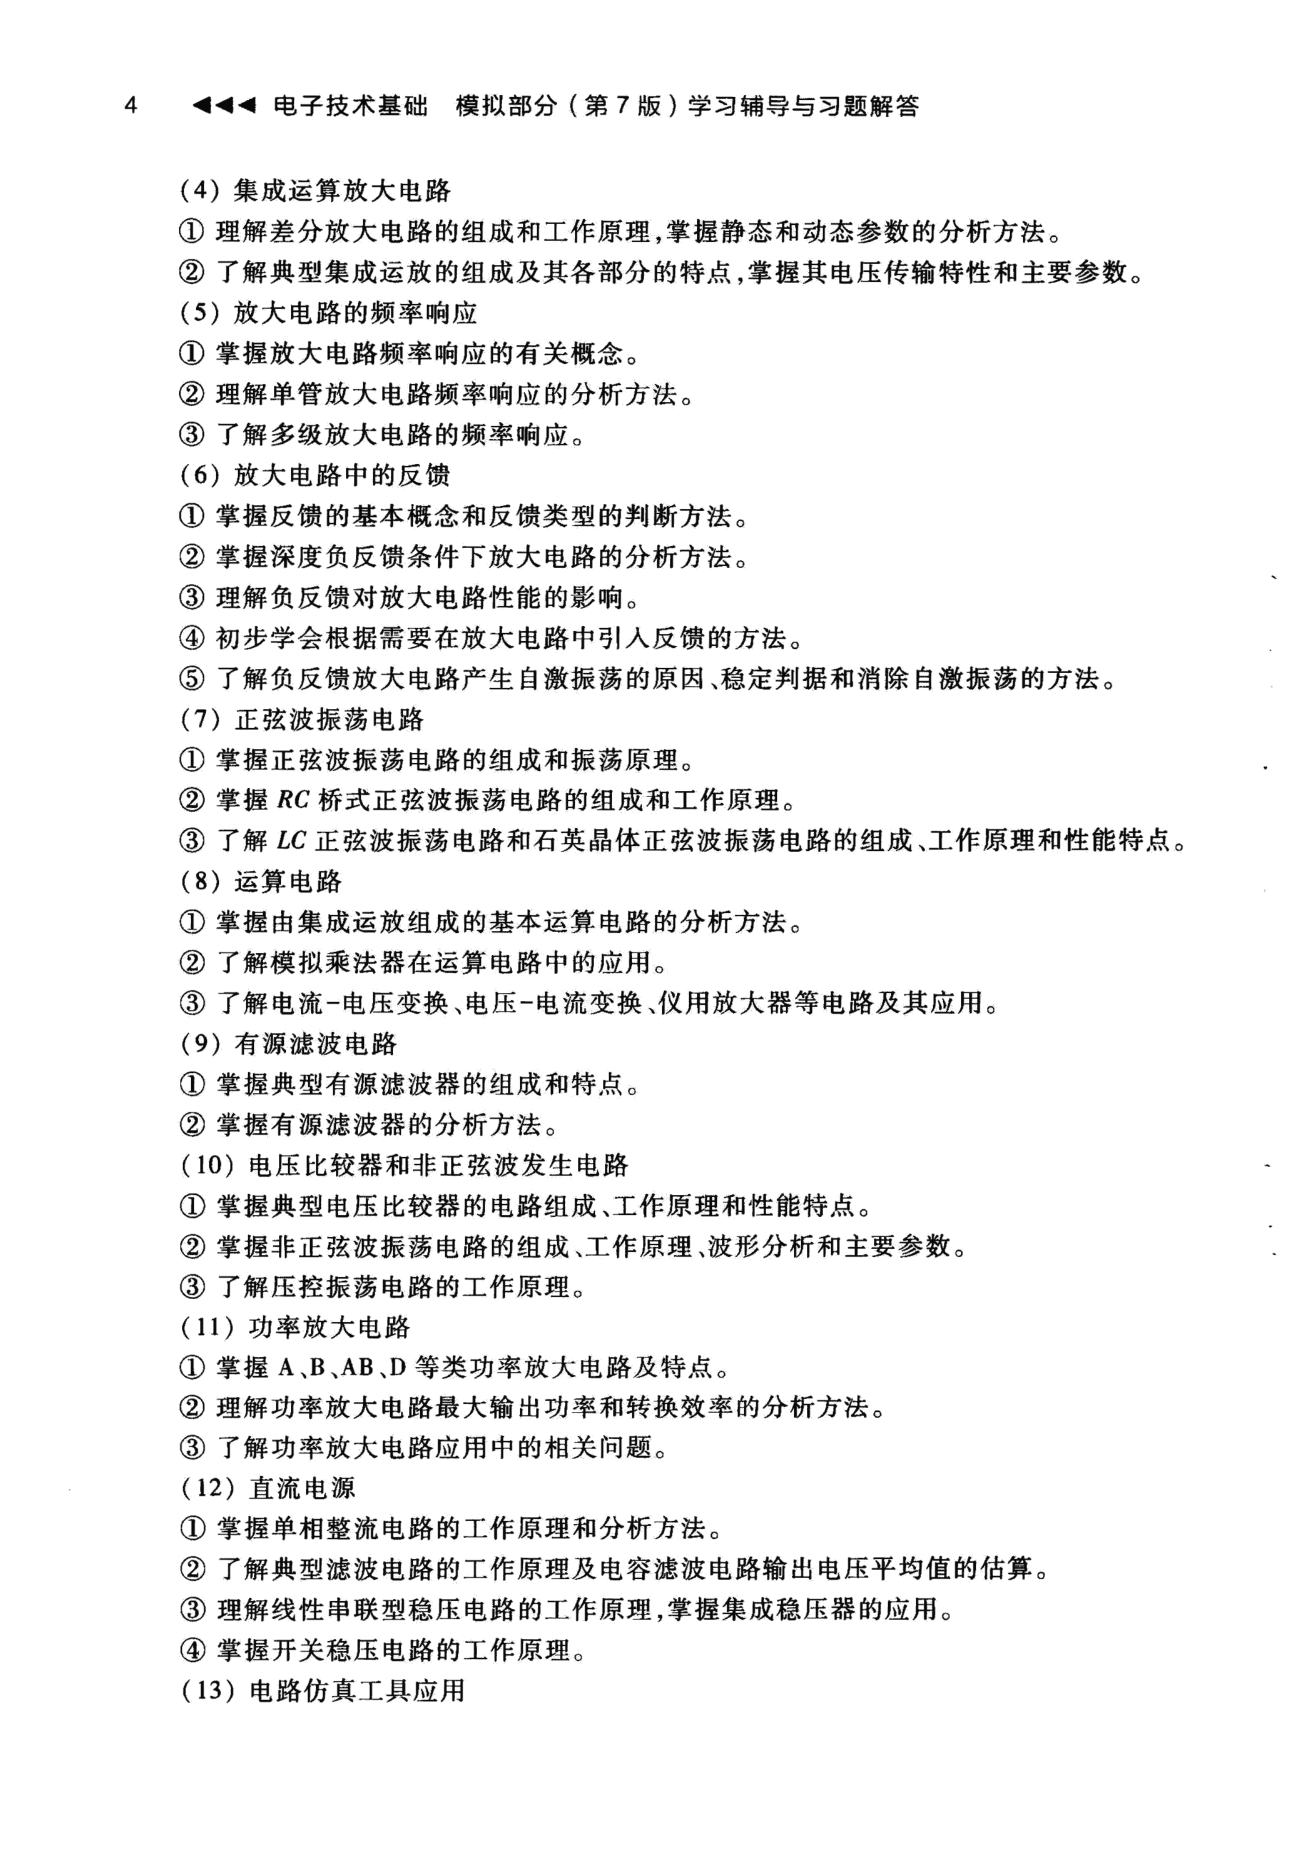 4 ◀◀◀ 电子技术基础 模拟部分(第7版)学习辅导与习题解答
(4) 集成运算放大电路
① 理解差分放大电路的组成和工作原理,掌握静态和动态参数的分析方法。
② 了解典型集成运放的组成及其各部分的特点,掌握其电压传输特性和主要参数。
(5) 放大电路的频率响应
① 掌握放大电路频率响应的有关概念。
② 理解单管放大电路频率响应的分析方法。
③ 了解多级放大电路的频率响应。
(6) 放大电路中的反馈
① 掌握反馈的基本概念和反馈类型的判断方法。
② 掌握深度负反馈条件下放大电路的分析方法。
③ 理解负反馈对放大电路性能的影响。
④ 初步学会根据需要在放大电路中引入反馈的方法。
⑤ 了解负反馈放大电路产生自激振荡的原因、稳定判据和消除自激振荡的方法。
(7) 正弦波振荡电路
① 掌握正弦波振荡电路的组成和振荡原理。
② 掌握 RC 桥式正弦波振荡电路的组成和工作原理。
③ 了解 LC 正弦波振荡电路和石英晶体正弦波振荡电路的组成、工作原理和性能特点。
(8) 运算电路
① 掌握由集成运放组成的基本运算电路的分析方法。
② 了解模拟乘法器在运算电路中的应用。
③ 了解电流-电压变换、电压-电流变换、仪用放大器等电路及其应用。
(9) 有源滤波电路
① 掌握典型有源滤波器的组成和特点。
② 掌握有源滤波器的分析方法。
(10) 电压比较器和非正弦波发生电路
① 掌握典型电压比较器的电路组成、工作原理和性能特点。
② 掌握非正弦波振荡电路的组成、工作原理、波形分析和主要参数。
③ 了解压控振荡电路的工作原理。
(11) 功率放大电路
① 掌握 A、B、AB、D 等类功率放大电路及特点。
② 理解功率放大电路最大输出功率和转换效率的分析方法。
③ 了解功率放大电路应用中的相关问题。
(12) 直流电源
① 掌握单相整流电路的工作原理和分析方法。
② 了解典型滤波电路的工作原理及电容滤波电路输出电压平均值的估算。
③ 理解线性串联型稳压电路的工作原理,掌握集成稳压器的应用。
④ 掌握开关稳压电路的工作原理。
(13) 电路仿真工具应用